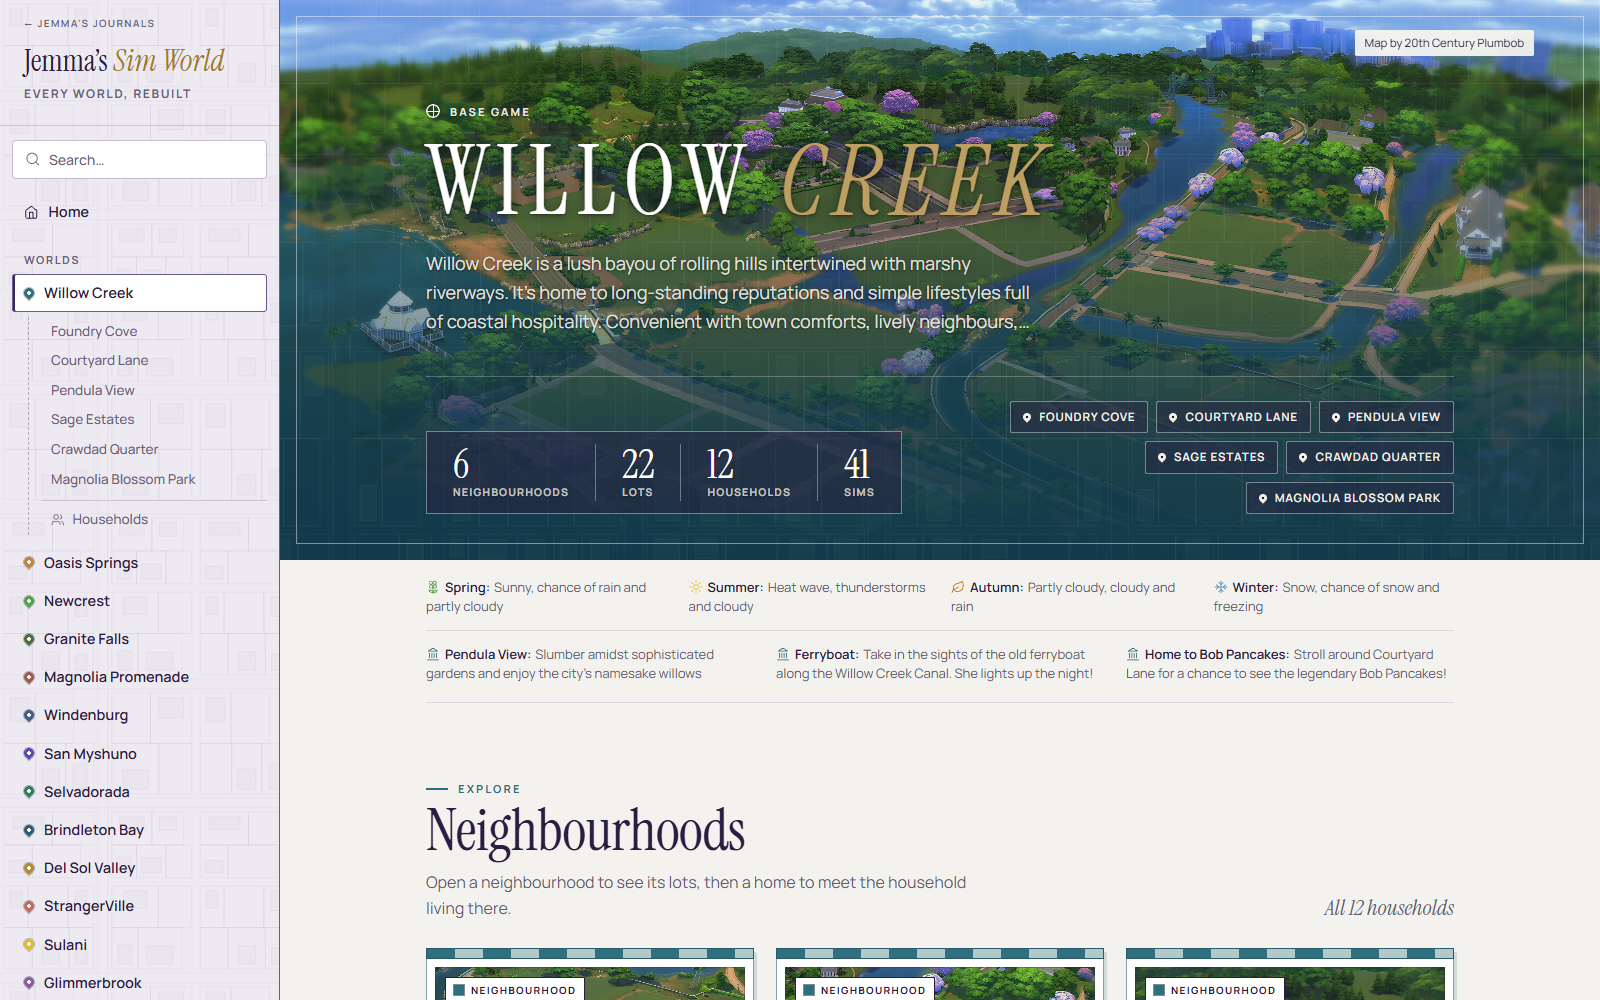 ← JEMMA'S JOURNALS
Jemma's Sim World
EVERY WORLD, REBUILT
Search...
Home
WORLDS
Willow Creek
Foundry Cove
Courtyard Lane
Pendula View
Sage Estates
Crawdad Quarter
Magnolia Blossom Park
Households
Oasis Springs
Newcrest
Granite Falls
Magnolia Promenade
Windenburg
San Myshuno
Selvadorada
Brindleton Bay
Del Sol Valley
StrangerVille
Sulani
Glimmerbrook
Map by 20th Century Plumbob
BASE GAME
WILLOW CREEK
Willow Creek is a lush bayou of rolling hills intertwined with marshy
riverways. It's home to long-standing reputations and simple lifestyles full
of coastal hospitality. Convenient with town comforts, lively neighbours,...
FOUNDRY COVE COURTYARD LANE PENDULA VIEW
SAGE ESTATES CRAWDAD QUARTER
MAGNOLIA BLOSSOM PARK
6 22 12 41
NEIGHBOURHOODS LOTS HOUSEHOLDS SIMS
Spring: Sunny, chance of rain and
partly cloudy
Summer: Heat wave, thunderstorms
and cloudy
Autumn: Partly cloudy, cloudy and
rain
Winter: Snow, chance of snow and
freezing
Pendula View: Slumber amidst sophisticated
gardens and enjoy the city's namesake willows
Ferryboat: Take in the sights of the old ferryboat
along the Willow Creek Canal. She lights up the night!
Home to Bob Pancakes: Stroll around Courtyard
Lane for a chance to see the legendary Bob Pancakes!
EXPLORE
Neighbourhoods
Open a neighbourhood to see its lots, then a home to meet the household
living there.
All 12 households
NEIGHBOURHOOD
NEIGHBOURHOOD
NEIGHBOURHOOD